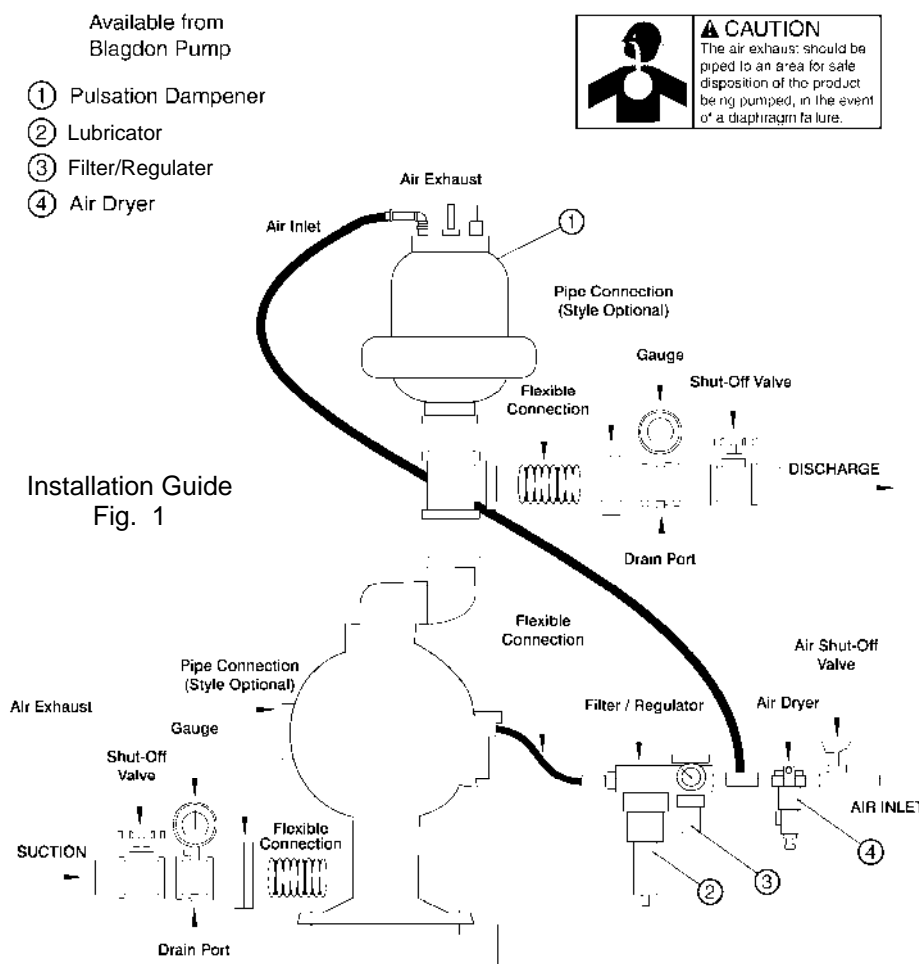 Available from
Blagdon Pump
① Pulsation Dampener
② Lubricator
③ Filter/Regulater
④ Air Dryer
CAUTION
The air exhaust should be
piped to an area for safe
disposition of the product
being pumped, in the event
of a diaphragm failure.
Air Exhaust
Air Inlet
①
Pipe Connection
(Style Optional)
Gauge
Shut-Off Valve
Flexible
Connection
DISCHARGE
Installation Guide
Fig. 1
Drain Port
Flexible
Connection
Air Shut-Off
Valve
Pipe Connection
(Style Optional)
Filter / Regulator
Air Dryer
Air Exhaust
Gauge
Shut-Off
Valve
AIR INLET
Flexible
Connection
SUCTION
②
③
④
Drain Port